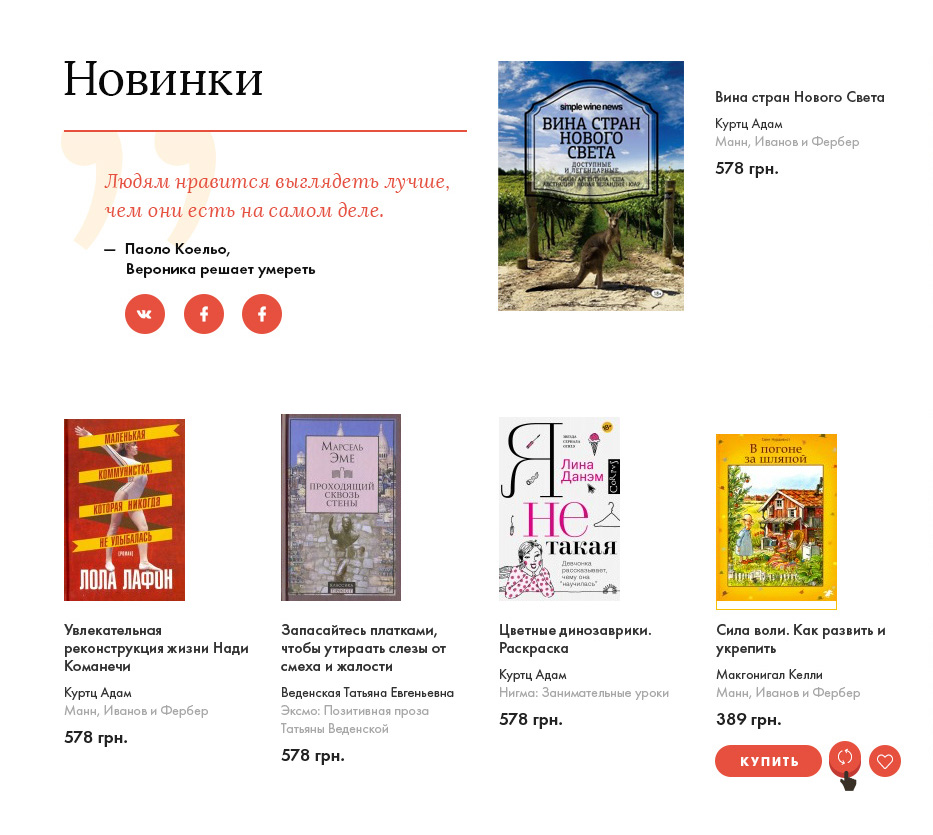 Новинки
Людям нравится выглядеть лучше,
чем они есть на самом деле.
— Паоло Коельо,
Вероника решает умереть
simple wine news
ВИНА СТРАН
НОВОГО
СВЕТА
ДОСТУПНЫЕ
И ЛЕГЕНДАРНЫЕ
18+
Вина стран Нового Света
Куртц Адам
Манн, Иванов и Фербер
578 грн.
МАЛЕНЬКАЯ
КОММУНИСТКА,
КОТОРАЯ НИКОГДА
НЕ УЛЫБАЛАСЬ
[РОМАН]
ЛОЛА ЛАФОН
Увлекательная
реконструкция жизни Нади
Команечи
Куртц Адам
Манн, Иванов и Фербер
578 грн.
МАРСЕЛЬ
ЭМЕ
ПРОХОДЯЩИЙ
СКВОЗЬ
СТЕНЫ
Запасайтесь платками,
чтобы утираать слезы от
смеха и жалости
Веденская Татьяна Евгеньевна
Эксмо: Позитивная проза
Татьяны Веденской
578 грн.
18+
Я
Лина
Данэм
Corpus
не
такая
Девчонка
рассказывает,
чему она
"научилась"
Цветные динозаврики.
Раскраска
Куртц Адам
Нигма: Занимательные уроки
578 грн.
В погоне
за шляпой
Сила воли. Как развить и
укрепить
Макгонигал Келли
Манн, Иванов и Фербер
389 грн.
КУПИТЬ